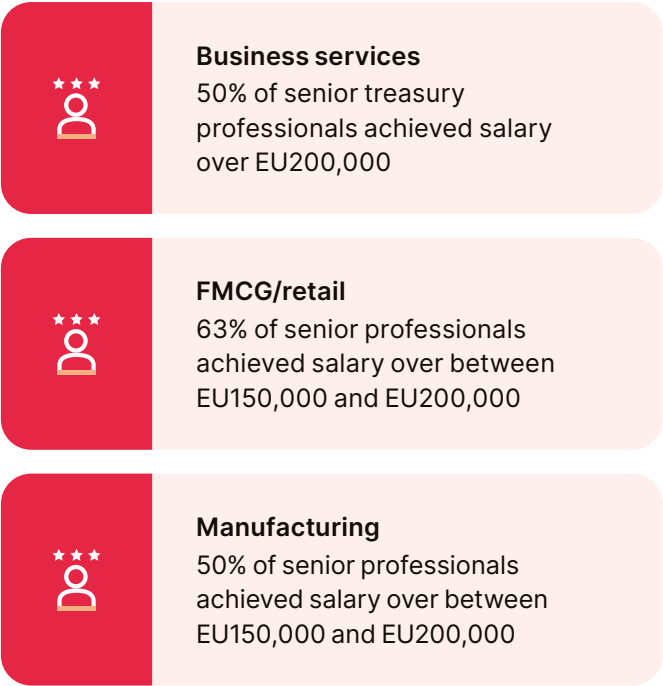 Business services
50% of senior treasury
professionals achieved salary
over EU200,000
FMCG/retail
63% of senior professionals
achieved salary over between
EU150,000 and EU200,000
Manufacturing
50% of senior professionals
achieved salary over between
EU150,000 and EU200,000